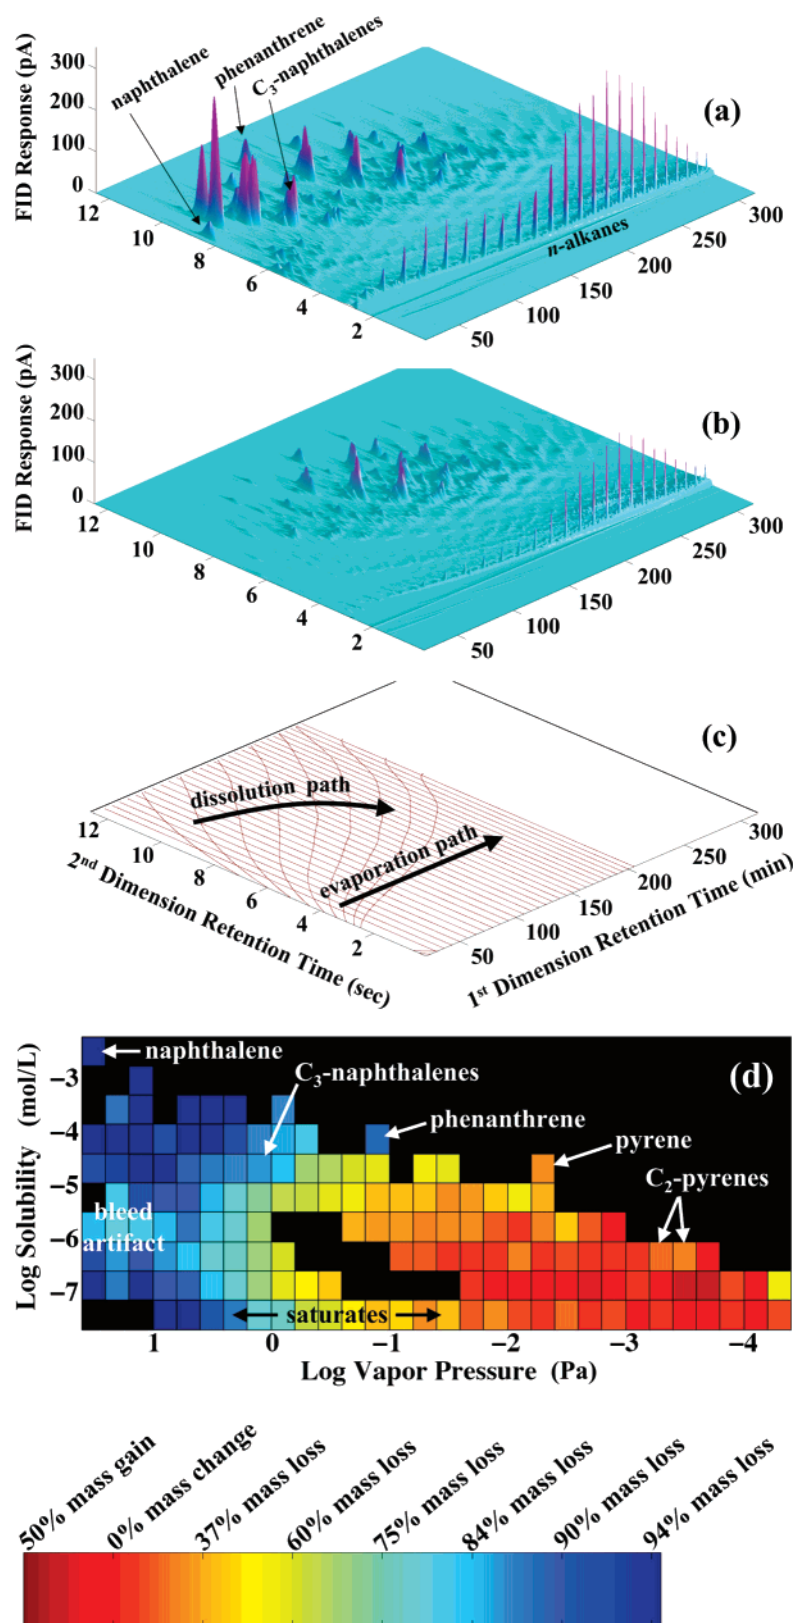 naphthalene
phenanthrene
C3-naphthalenes
(a)
FID Response (pA)
300
200
100
0
12
10
8
6
4
2
n-alkanes
50
100
150
200
250
300
(b)
FID Response (pA)
300
200
100
0
12
10
8
6
4
2
50
100
150
200
250
300
(c)
dissolution path
evaporation path
12
10
8
6
4
2
50
100
150
200
250
300
2nd Dimension Retention Time (sec)
1st Dimension Retention Time (min)
(d)
naphthalene
C3-naphthalenes
phenanthrene
pyrene
C2-pyrenes
bleed
artifact
saturates
Log Solubility (mol/L)
−3
−4
−5
−6
−7
1
0
−1
−2
−3
−4
Log Vapor Pressure (Pa)
50% mass gain
0% mass change
37% mass loss
60% mass loss
75% mass loss
84% mass loss
90% mass loss
94% mass loss